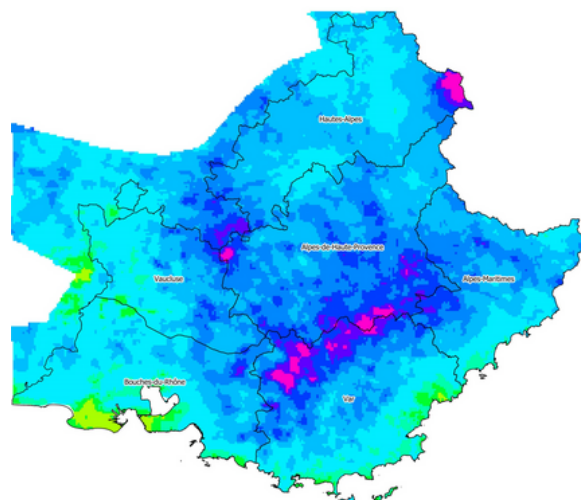 Hautes-Alpes
Alpes-de-Haute-Provence
Vaucluse
Alpes-Maritimes
Bouches-du-Rhône
Var